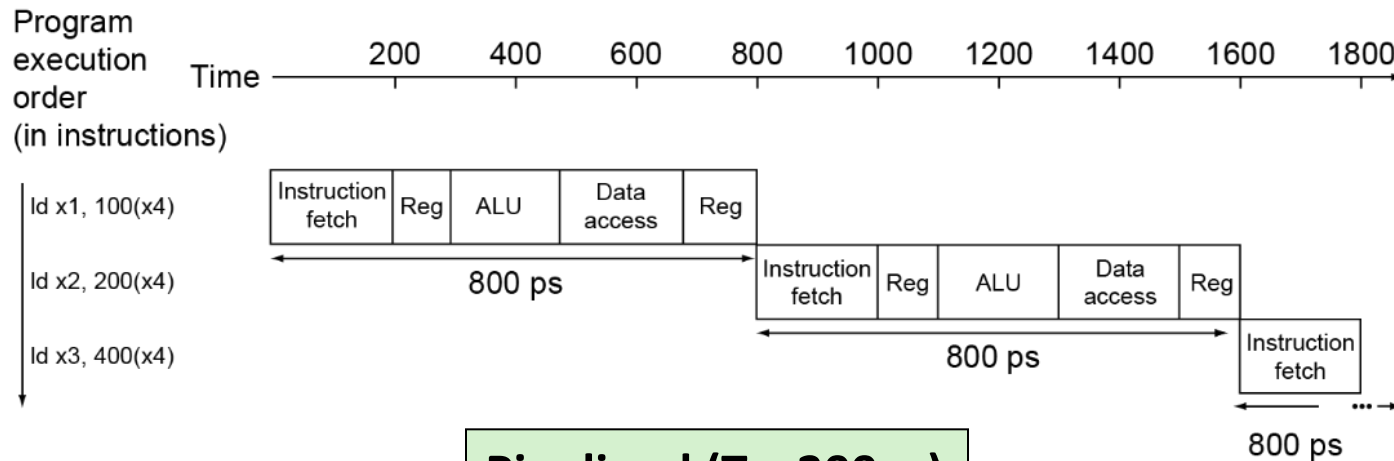 Program
execution
order
(in instructions)
Time
200 400 600 800 1000 1200 1400 1600 1800
ld x1, 100(x4)
Instruction
fetch
Reg
ALU
Data
access
Reg
800 ps
ld x2, 200(x4)
Instruction
fetch
Reg
ALU
Data
access
Reg
800 ps
ld x3, 400(x4)
Instruction
fetch
...
800 ps